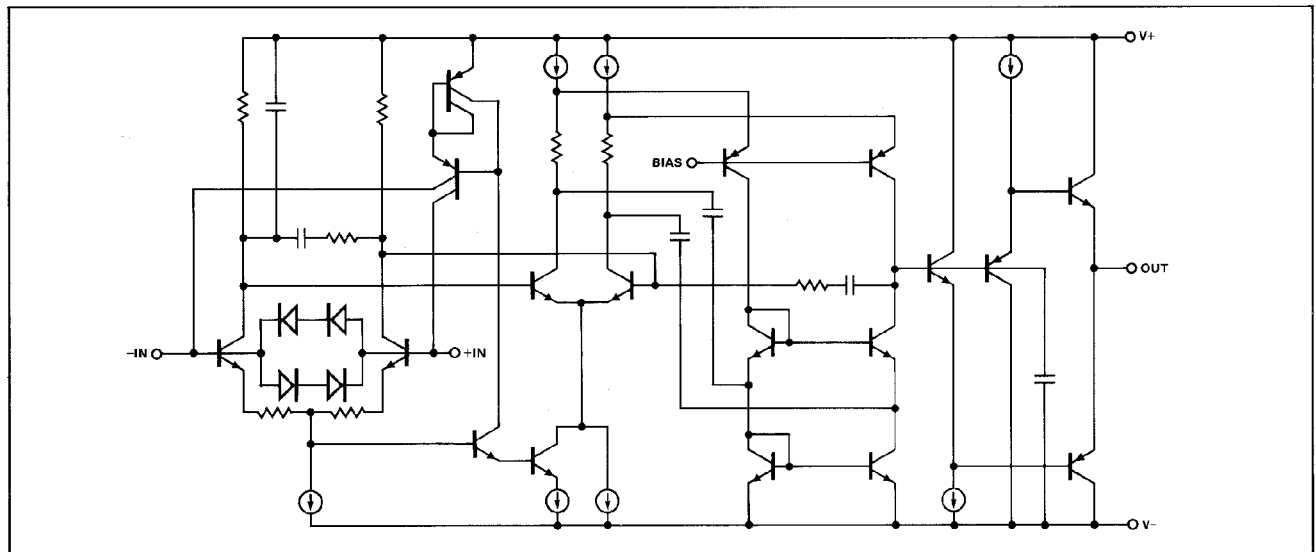 V+
BIAS
OUT
–IN
+IN
V–